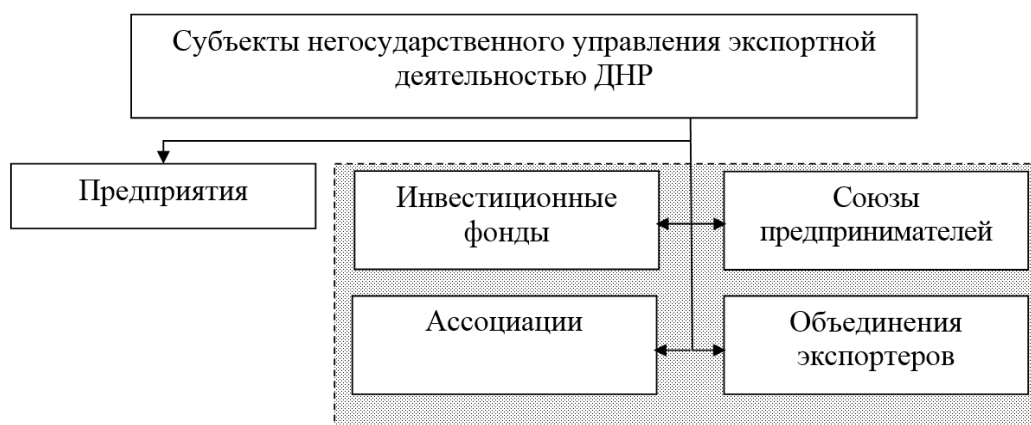 Субъекты негосударственного управления экспортной
деятельностью ДНР
Предприятия
Инвестиционные
фонды
Союзы
предпринимателей
Ассоциации
Объединения
экспортеров